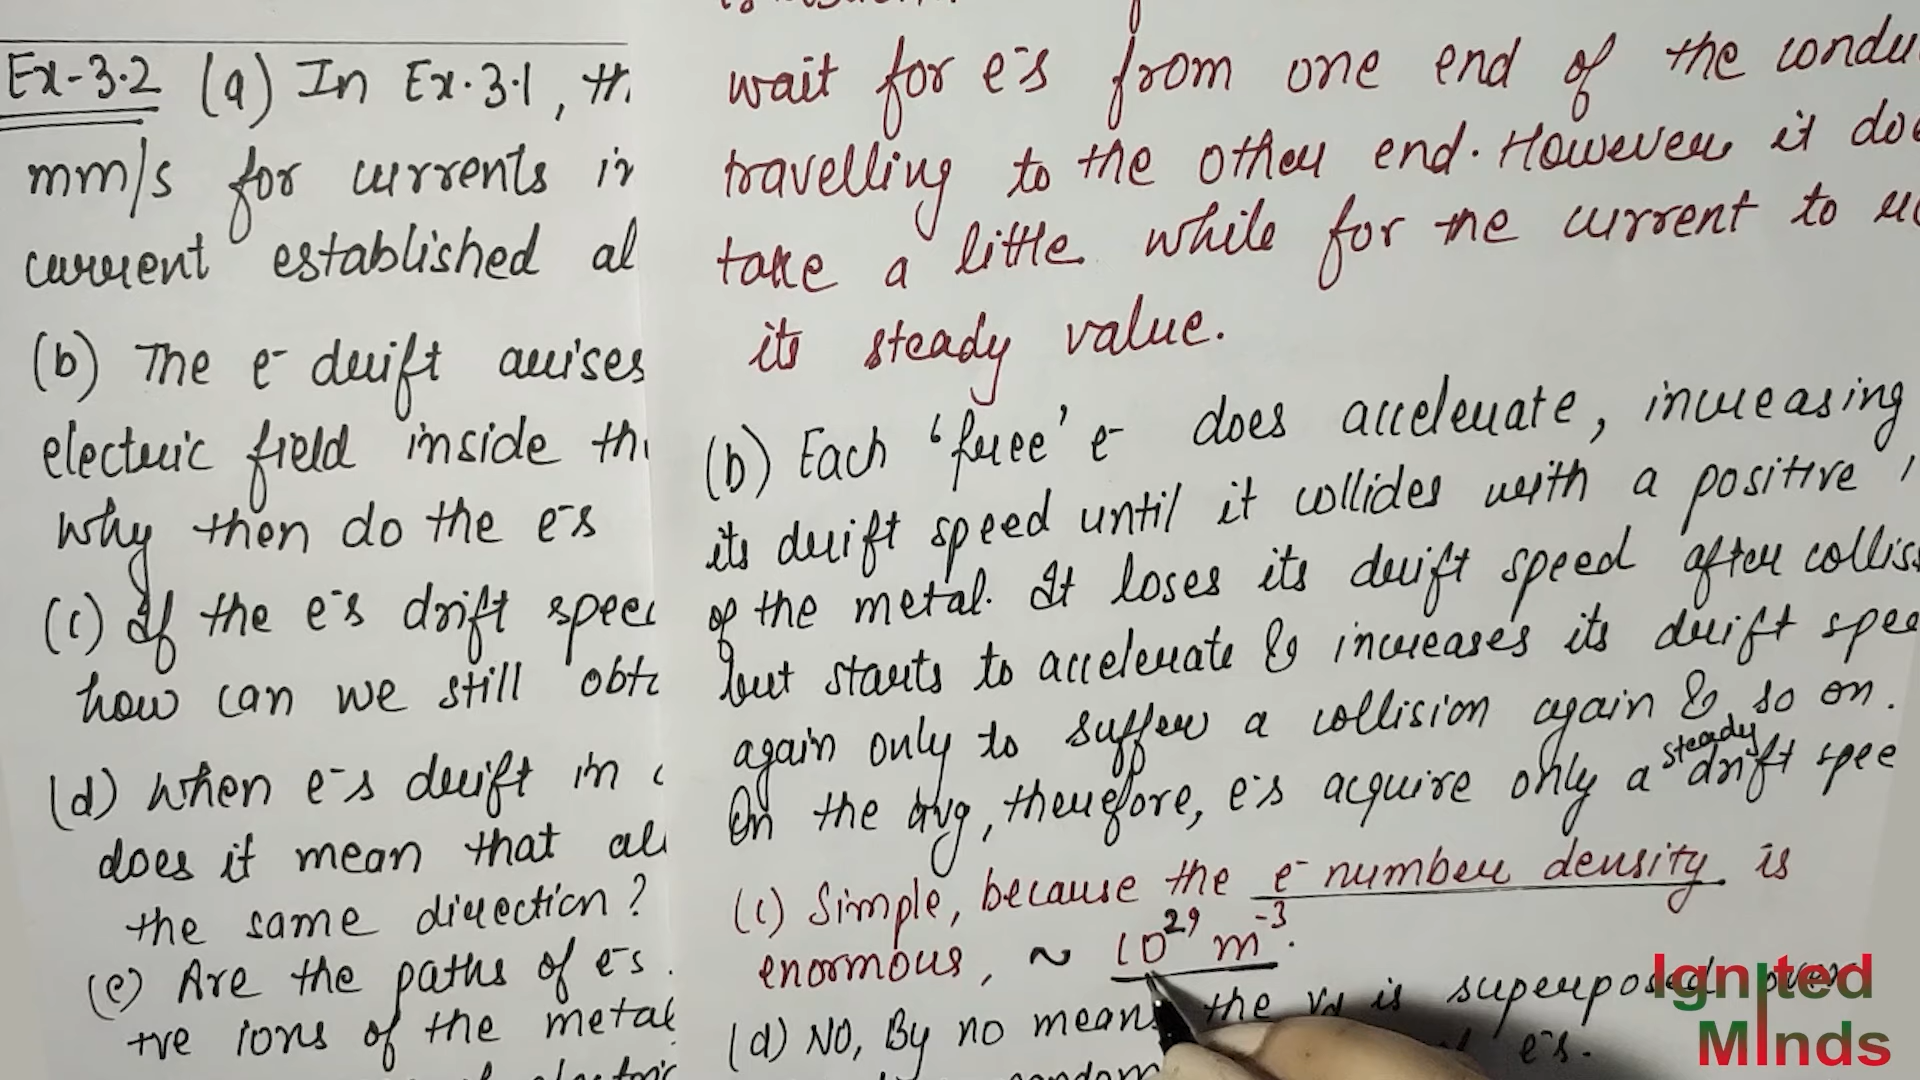 Ex-3.2 (a) In Ex.3.1, th
mm/s for currents in
current established al
(b) The e⁻ drift arises
electric field inside th
why then do the e⁻s
(c) If the e⁻s drift speed
how can we still obt
(d) When e⁻s drift in
does it mean that all
the same direction?
(e) Are the paths of e⁻s
+ve ions of the metal
wait for e⁻s from one end of the condu
travelling to the other end. However it doe
take a little while for the current to
its steady value.
(b) Each 'free' e⁻ does accelerate, increasing
its drift speed until it collides with a positive
of the metal. It loses its drift speed after collis
but starts to accelerate & increases its drift spee
again only to suffer a collision again & so on.
On the avg, therefore, e⁻s acquire only a steady drift spee
(c) Simple, because the e⁻ number density is
enormous, ~ 10²⁹ m⁻³.
(d) NO, By no means the vd is superposed over
random e⁻s.
Ignited
Minds